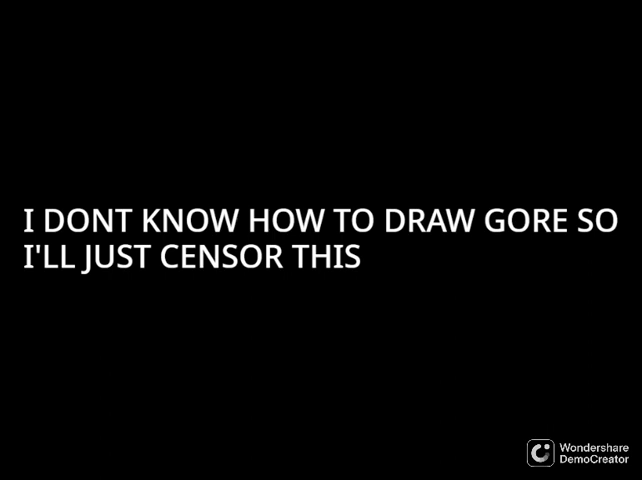 I DONT KNOW HOW TO DRAW GORE SO
I'LL JUST CENSOR THIS
Wondershare
DemoCreator